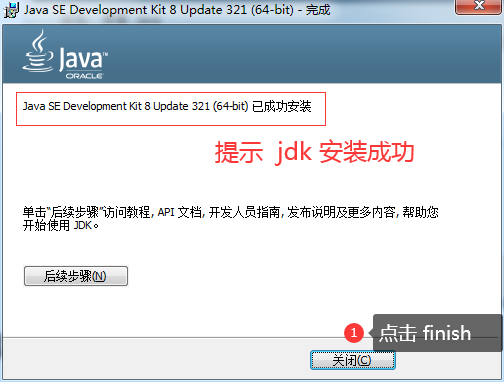 Java SE Development Kit 8 Update 321 (64-bit) - 完成
Java
ORACLE
Java SE Development Kit 8 Update 321 (64-bit) 已成功安装
提示 jdk 安装成功
单击“后续步骤”访问教程, API 文档, 开发人员指南, 发布说明及更多内容, 帮助您
开始使用 JDK。
后续步骤(N)
1 点击 finish
关闭(C)